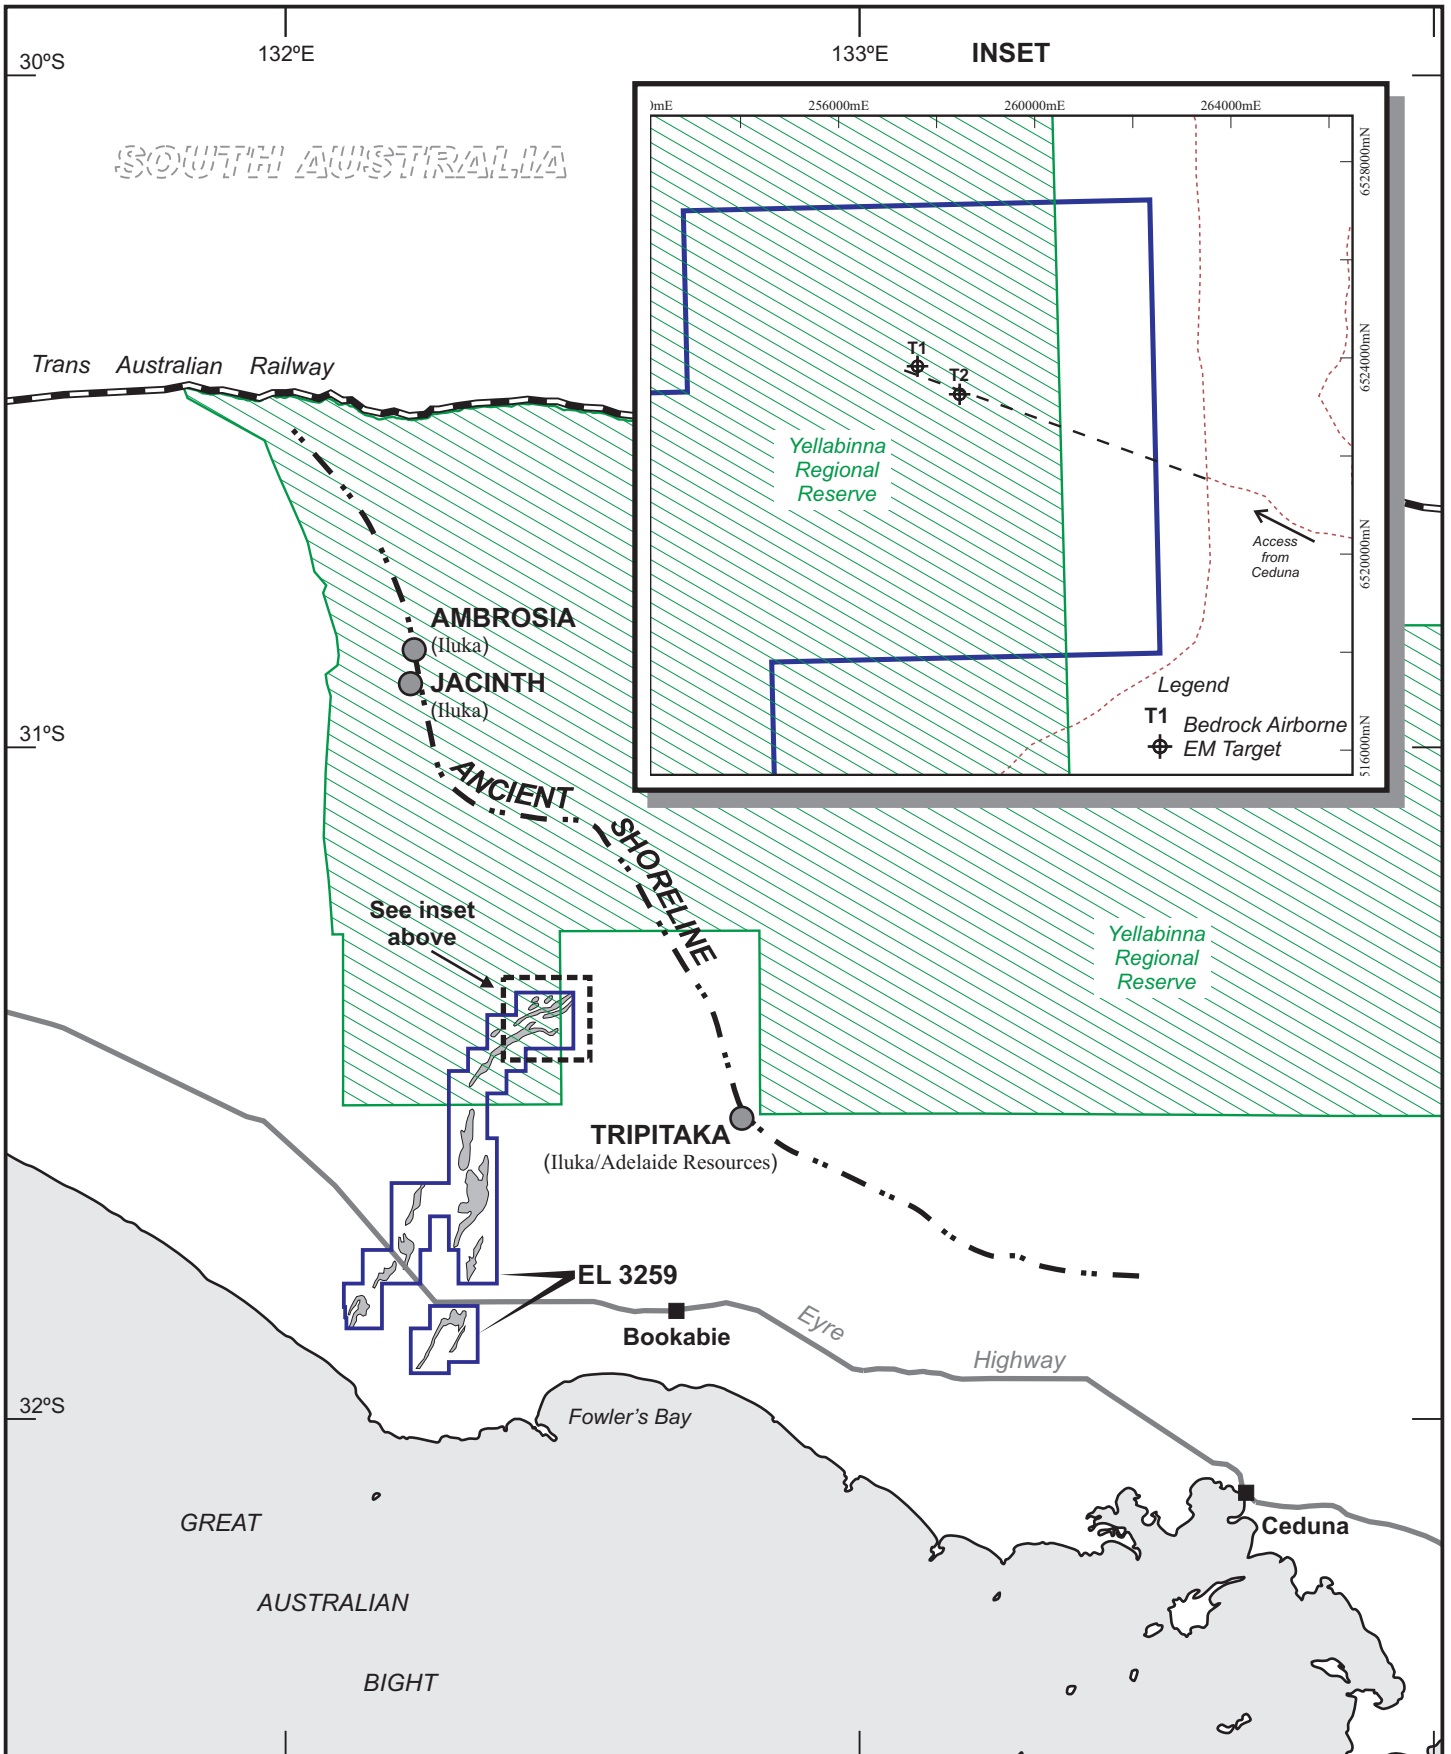 132ºE
133ºE
INSET
30ºS
SOUTH AUSTRALIA
mE
256000mE
260000mE
264000mE
6528000mN
6524000mN
6520000mN
516000mN
T1
T2
Yellabinna
Regional
Reserve
Access
from
Ceduna
Legend
T1 Bedrock Airborne
EM Target
Trans Australian Railway
AMBROSIA
(Iluka)
JACINTH
(Iluka)
31ºS
ANCIENT
SHORELINE
See inset
above
Yellabinna
Regional
Reserve
TRIPITAKA
(Iluka/Adelaide Resources)
EL 3259
Bookabie
Eyre
Highway
32ºS
Fowler's Bay
Ceduna
GREAT
AUSTRALIAN
BIGHT